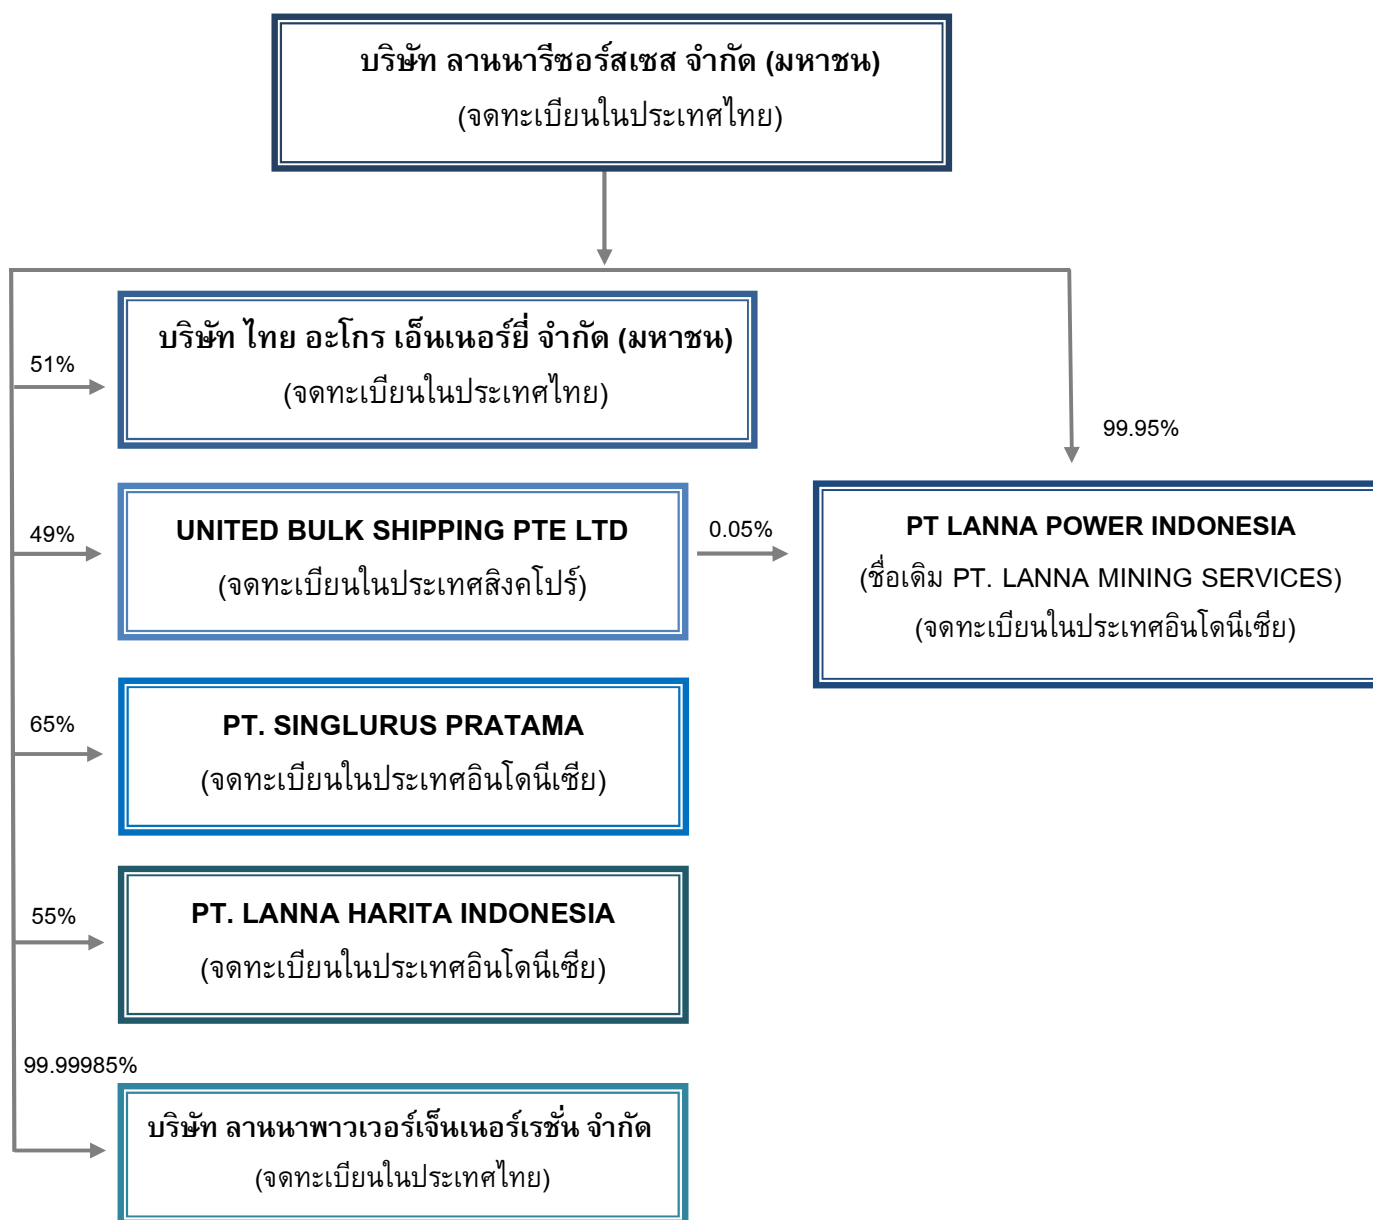 บริษัท ลานนารีซอร์สเซส จำกัด (มหาชน)
(จดทะเบียนในประเทศไทย)
บริษัท ไทย อะโกร เอ็นเนอร์ยี่ จำกัด (มหาชน)
(จดทะเบียนในประเทศไทย)
51%
99.95%
UNITED BULK SHIPPING PTE LTD
(จดทะเบียนในประเทศสิงคโปร์)
49%
0.05%
PT LANNA POWER INDONESIA
(ชื่อเดิม PT. LANNA MINING SERVICES)
(จดทะเบียนในประเทศอินโดนีเซีย)
65%
PT. SINGLURUS PRATAMA
(จดทะเบียนในประเทศอินโดนีเซีย)
55%
PT. LANNA HARITA INDONESIA
(จดทะเบียนในประเทศอินโดนีเซีย)
99.99985%
บริษัท ลานนาพาวเวอร์เจ็นเนอร์เรชั่น จำกัด
(จดทะเบียนในประเทศไทย)